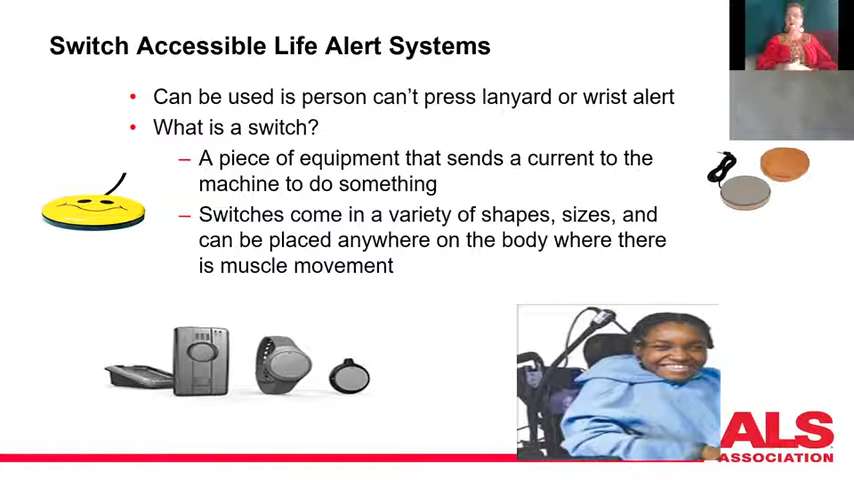 Switch Accessible Life Alert Systems
• Can be used is person can’t press lanyard or wrist alert
• What is a switch?
– A piece of equipment that sends a current to the
machine to do something
– Switches come in a variety of shapes, sizes, and
can be placed anywhere on the body where there
is muscle movement
ALS
ASSOCIATION